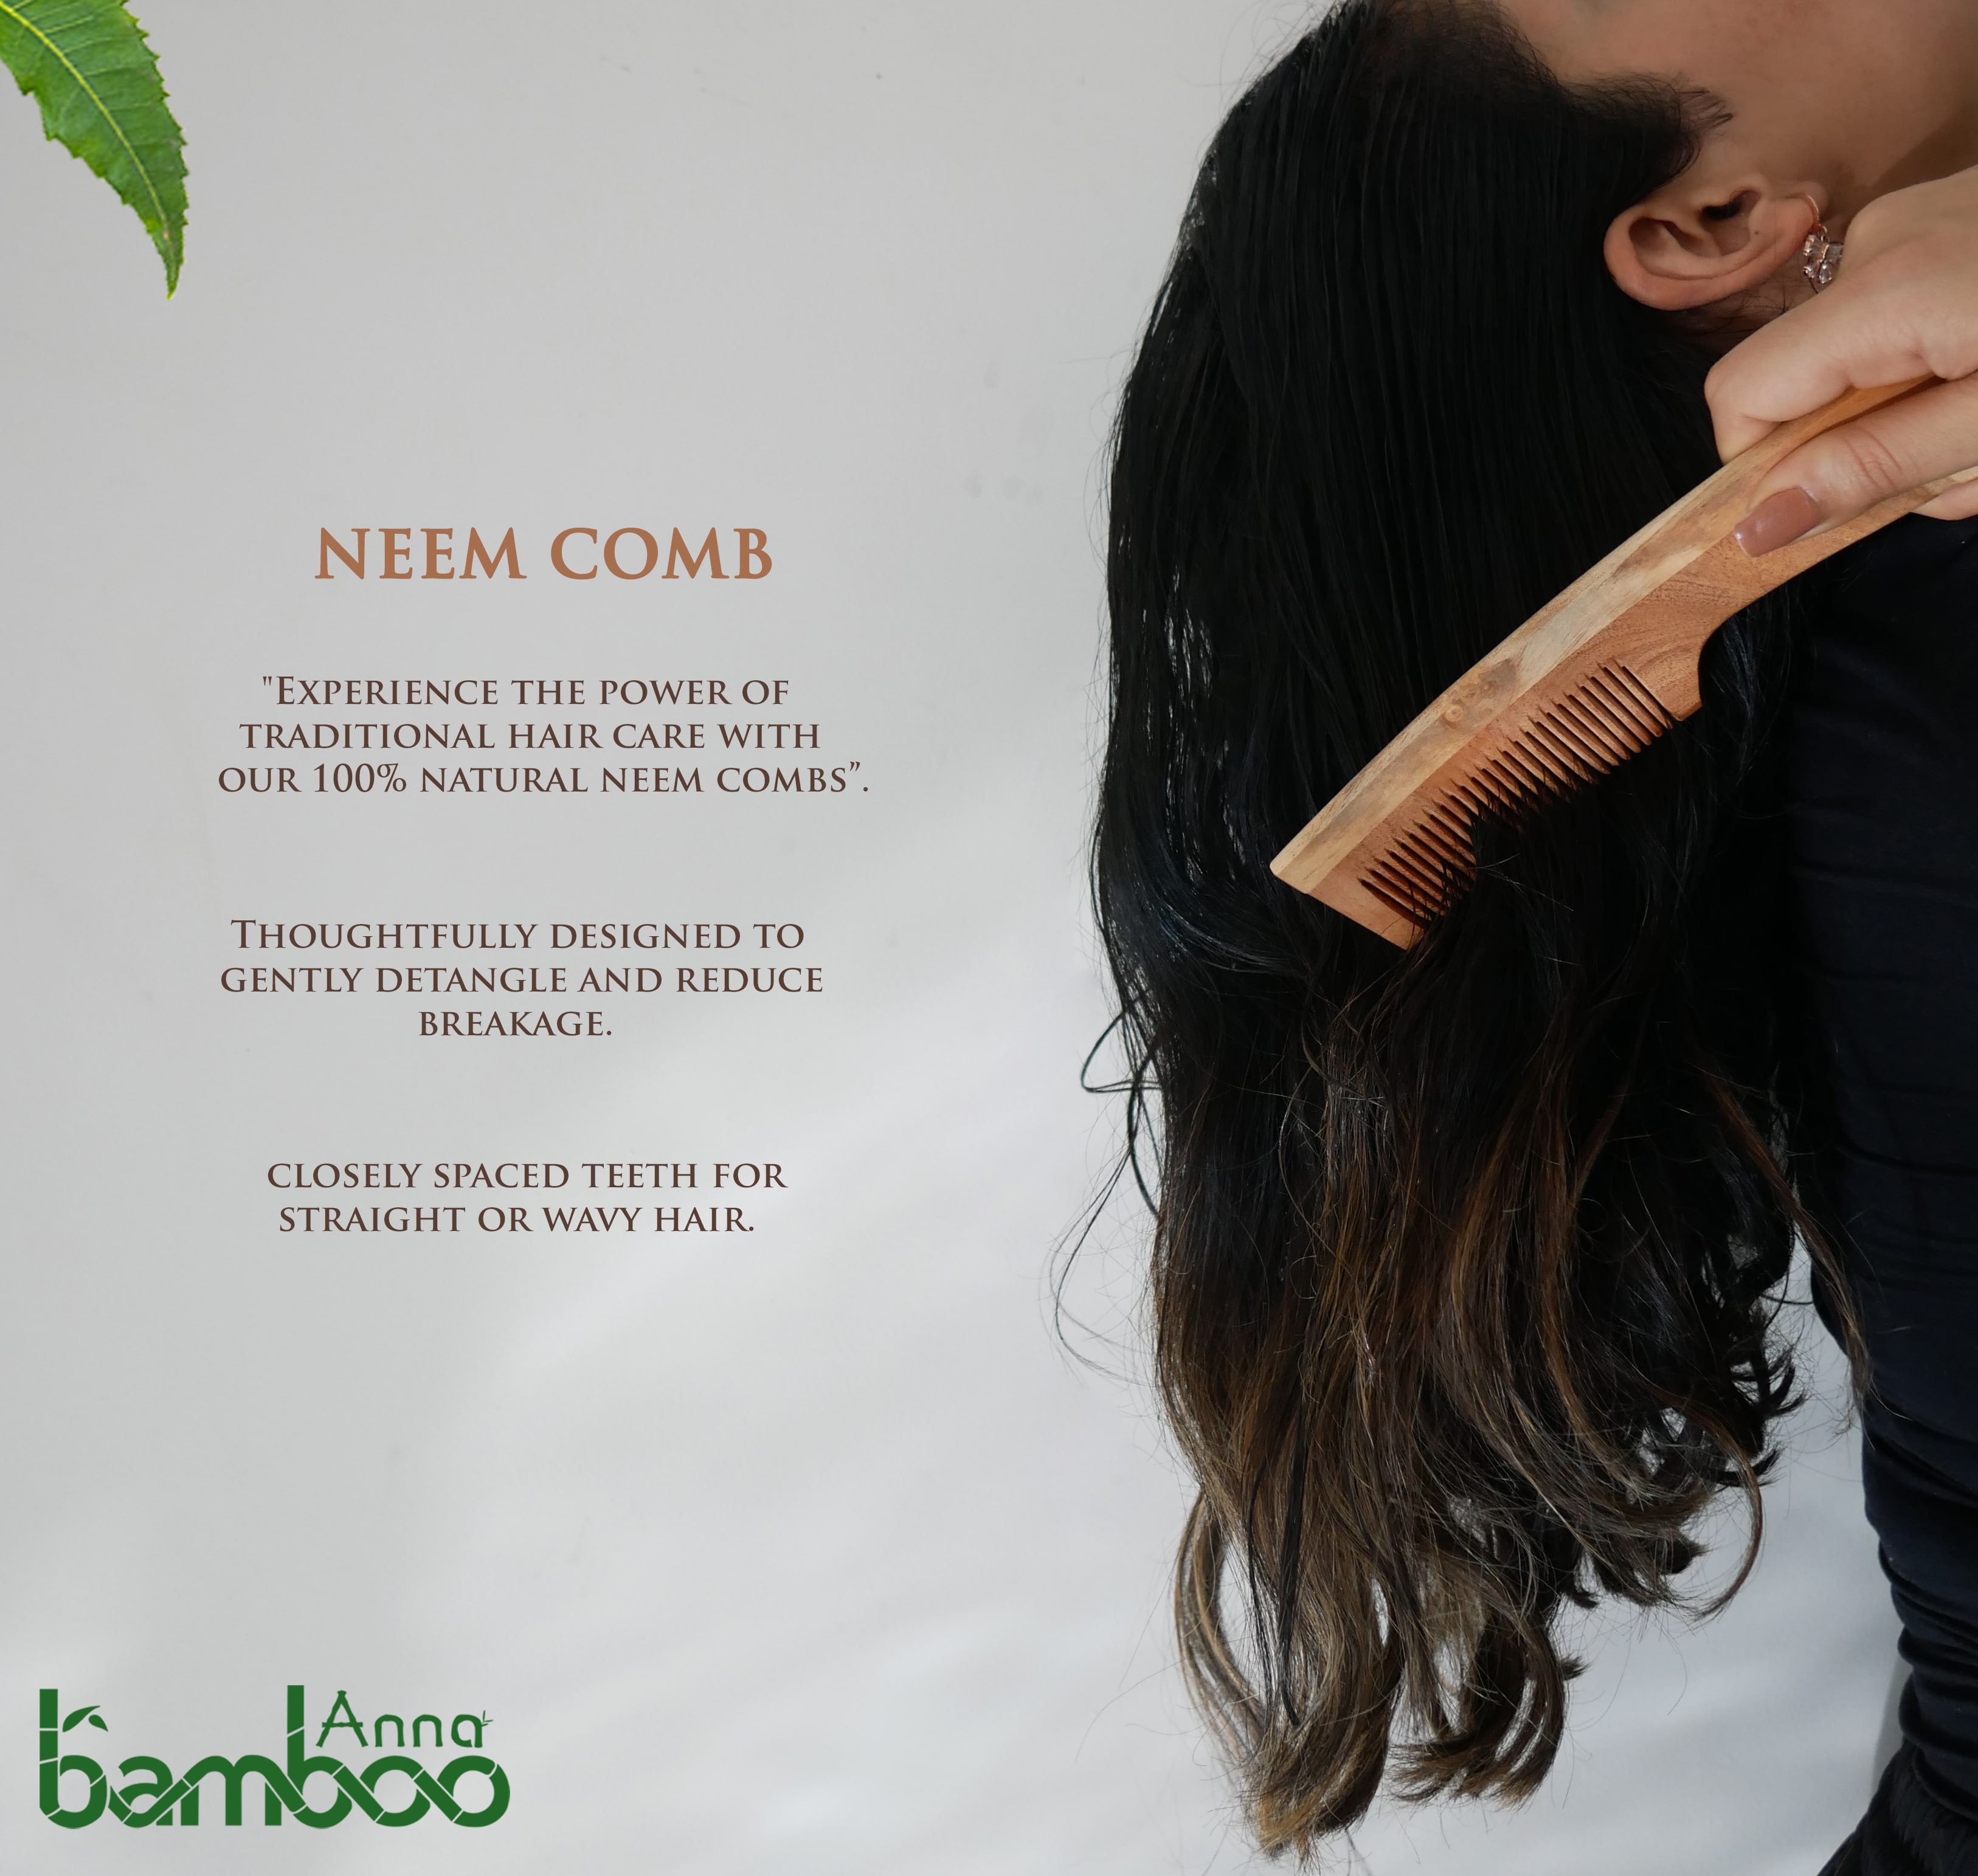 NEEM COMB
"Experience the power of
traditional hair care with
our 100% natural neem combs”.
Thoughtfully designed to
gently detangle and reduce
breakage.
closely spaced teeth for
straight or wavy hair.
Anna
bamboo